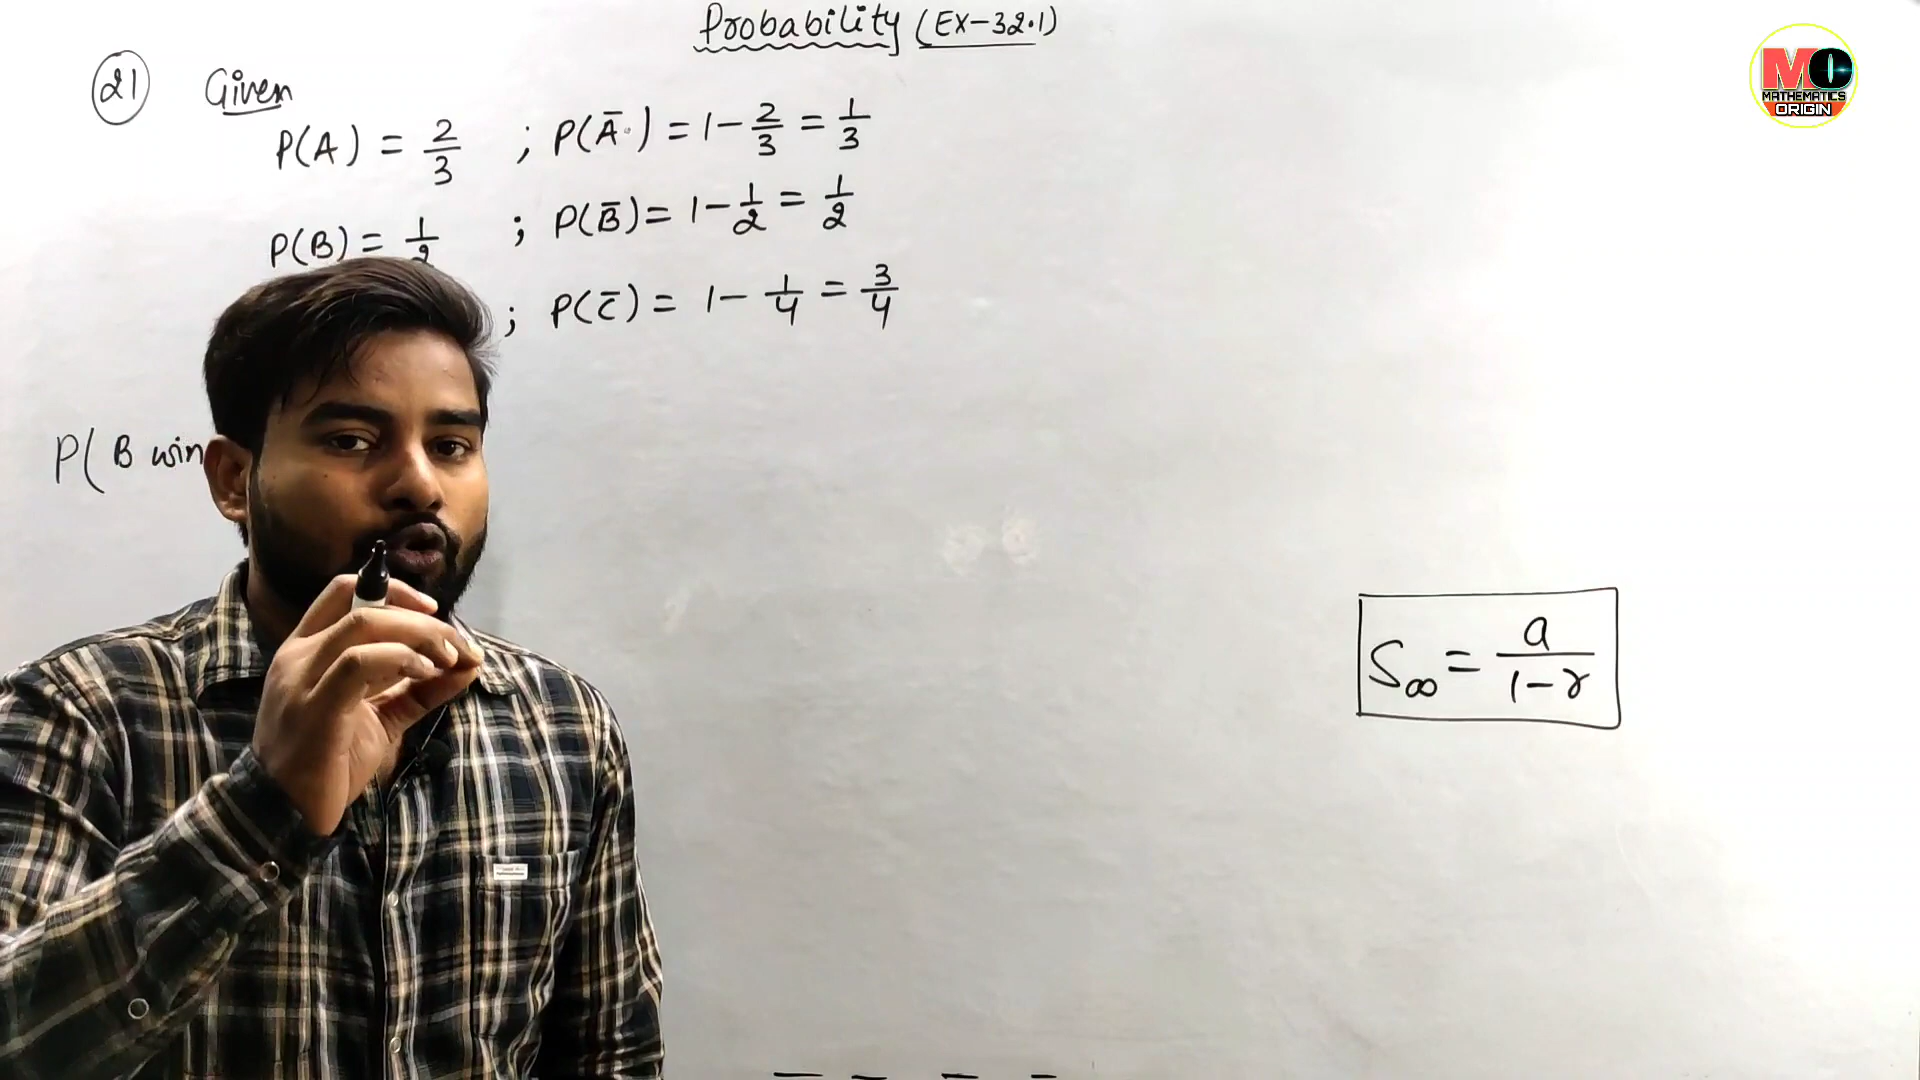 Probability (EX-32.1)
MO
MATHEMATICS
ORIGIN
21 Given
P(A) = 2/3 ; P(Ā) = 1 - 2/3 = 1/3
P(B) = 1/2 ; P(B̄) = 1 - 1/2 = 1/2
; P(C̄) = 1 - 1/4 = 3/4
P( B win
S∞ = a/(1-r)